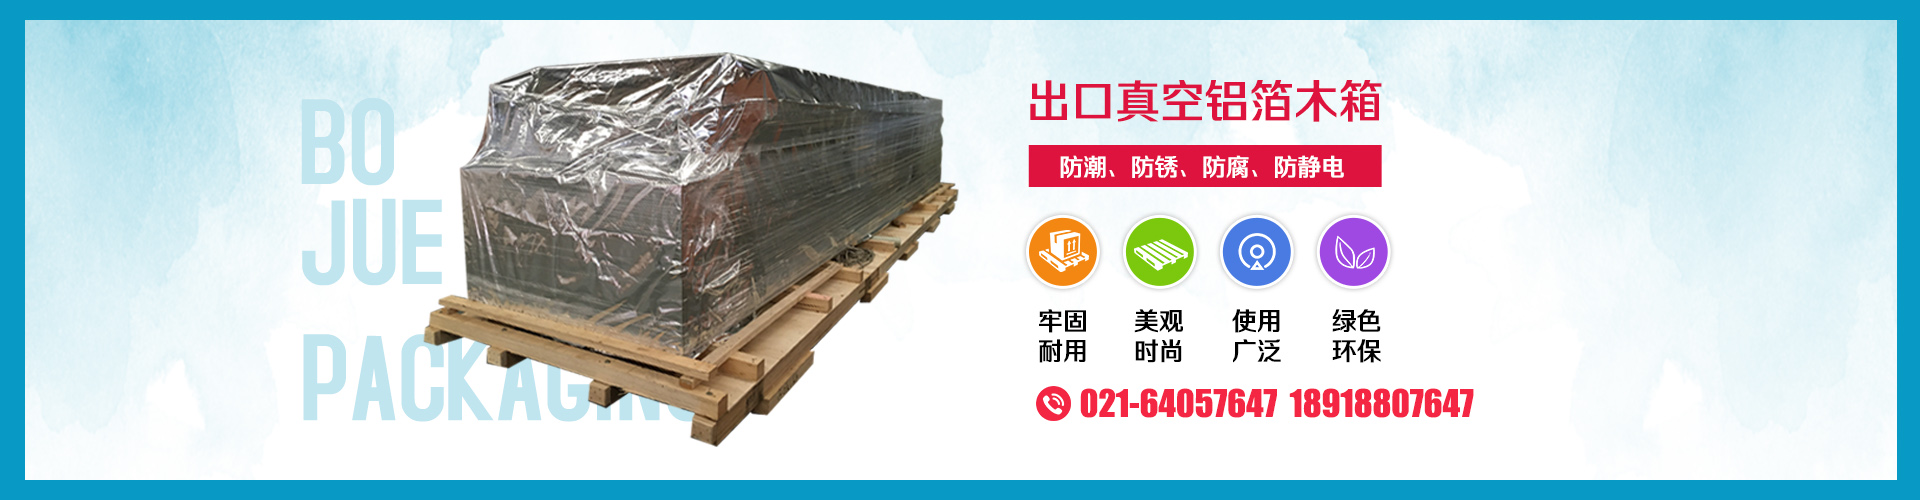 BO
JUE
PACKAGING
出口真空铝箔木箱
防潮、防锈、防腐、防静电
牢固
耐用
美观
时尚
使用
广泛
绿色
环保
021-64057647 18918807647